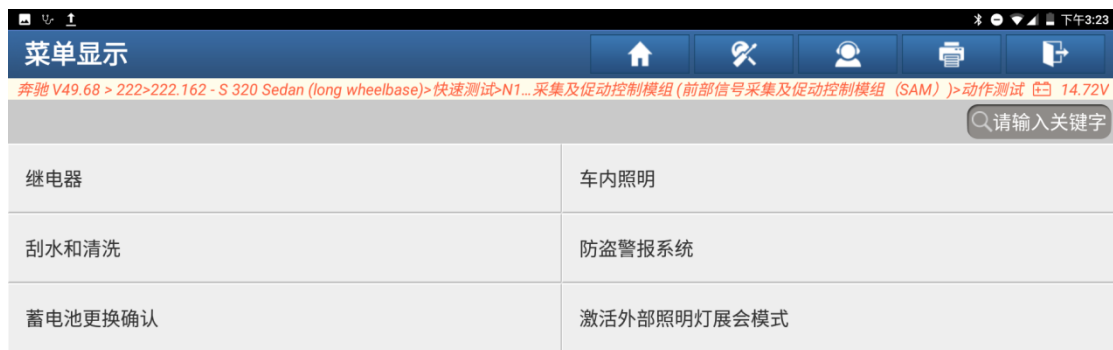 下午3:23
菜单显示
奔驰 V49.68 > 222>222.162 - S 320 Sedan (long wheelbase)>快速测试>N1...采集及促动控制模组 (前部信号采集及促动控制模组（SAM）)>动作测试 14.72V
请输入关键字
继电器 车内照明
刮水和清洗 防盗警报系统
蓄电池更换确认 激活外部照明灯展会模式